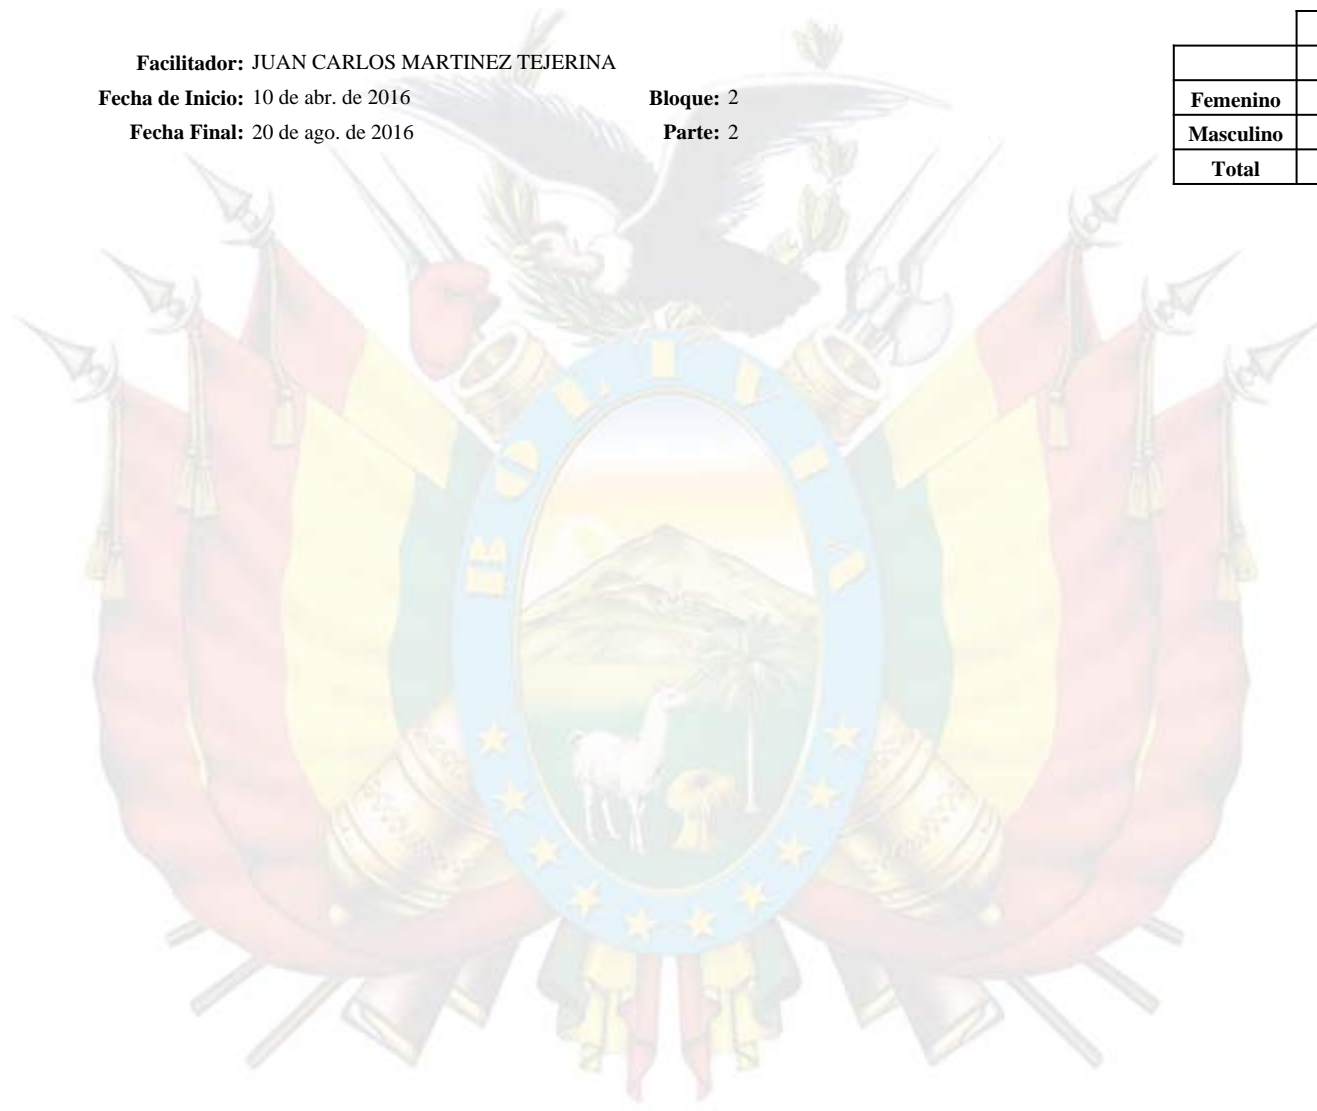 Facilitador: JUAN CARLOS MARTINEZ TEJERINA
Fecha de Inicio: 10 de abr. de 2016 Bloque: 2
Fecha Final: 20 de ago. de 2016 Parte: 2
Femenino
Masculino
Total
BOLIVIA